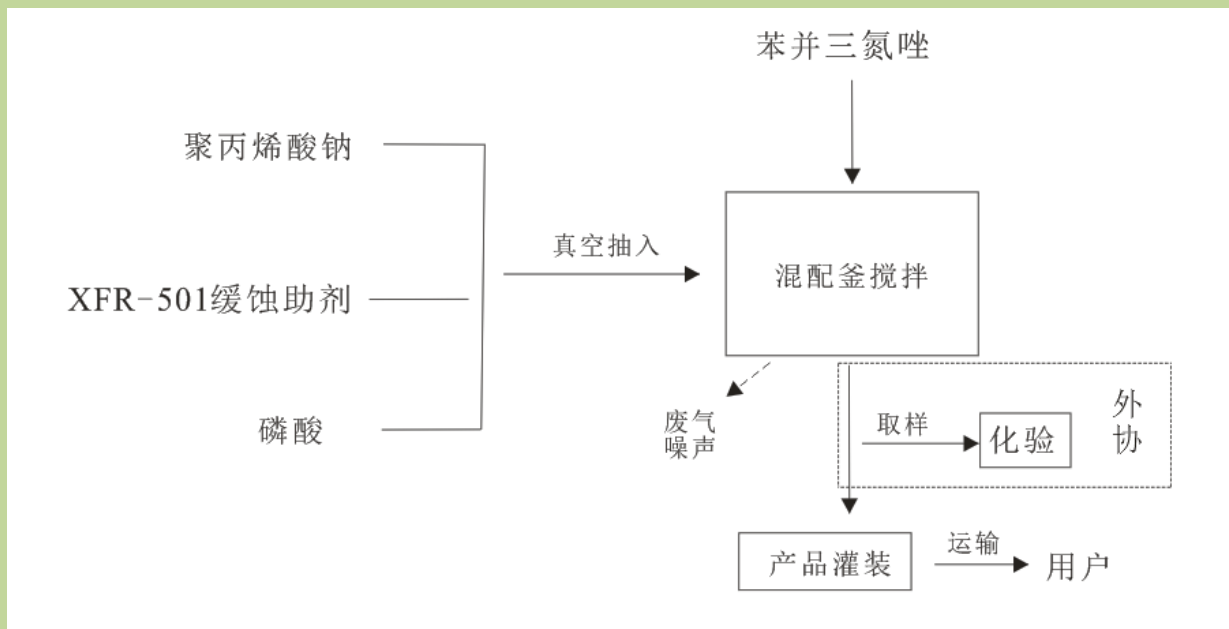 苯并三氮唑
聚丙烯酸钠
真空抽入
混配釜搅拌
XFR-501缓蚀助剂
磷酸
废气
噪声
取样
化验
外
协
产品灌装
运输
用户